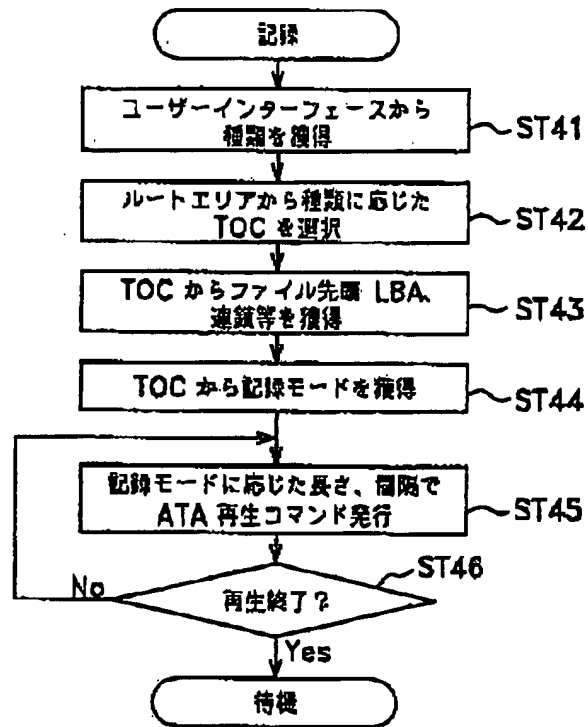 記録
ユーザーインターフェースから
種類を獲得
ST41
ルートエリアから種類に応じた
TOC を選択
ST42
TOC からファイル先頭 LBA、
連鎖等を獲得
ST43
TOC から記録モードを獲得
ST44
記録モードに応じた長さ、間隔で
ATA 再生コマンド発行
ST45
ST46
再生終了？
No
Yes
待機